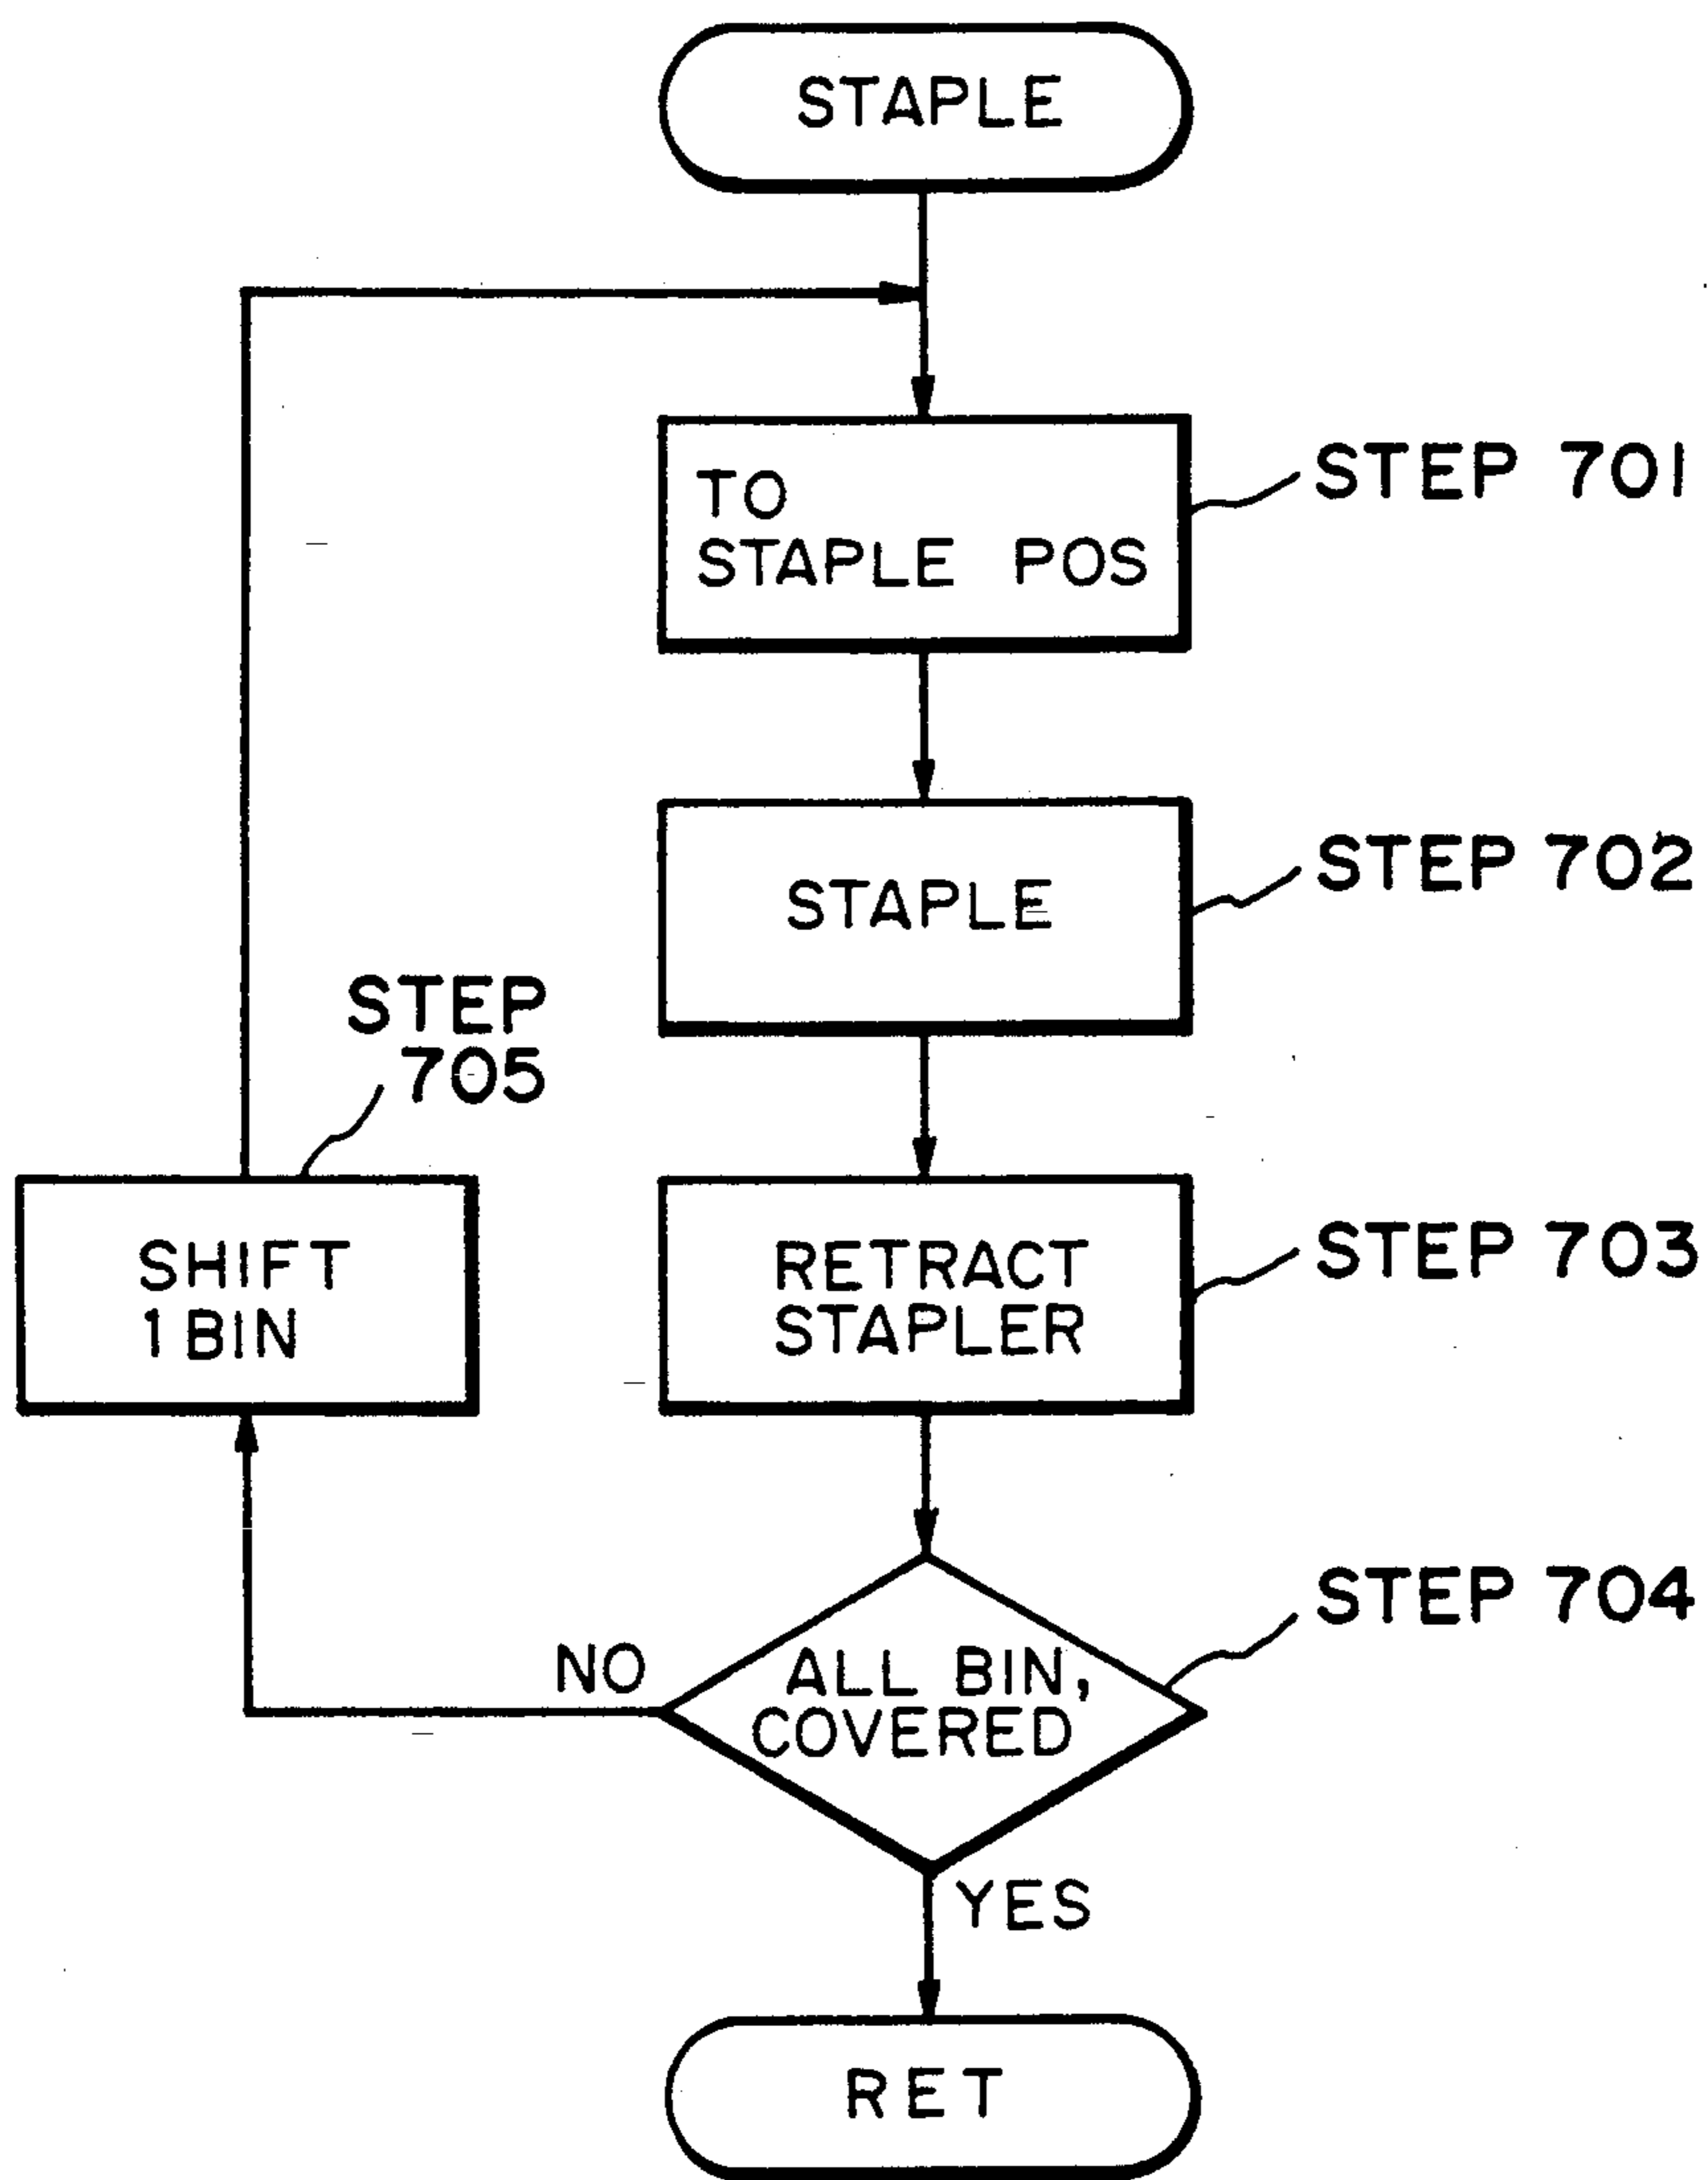 STAPLE
TO
STAPLE POS
STEP 701
STAPLE
STEP 702
STEP
705
SHIFT
1 BIN
RETRACT
STAPLER
STEP 703
STEP 704
NO
ALL BIN,
COVERED
YES
RET